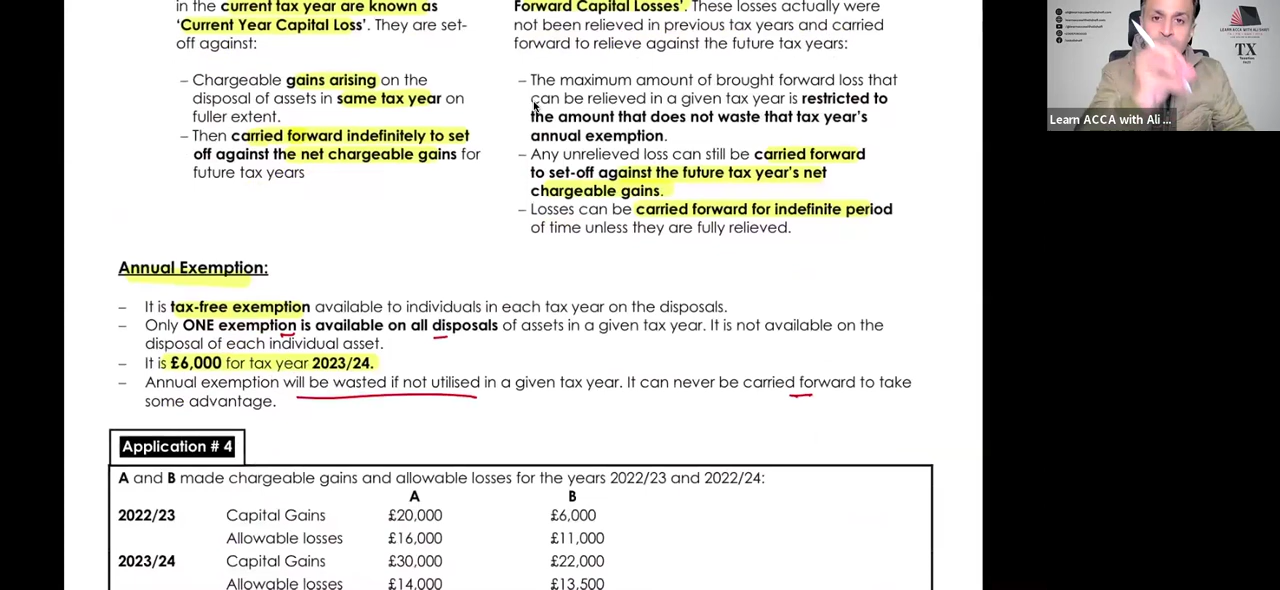 in the current tax year are known as
'Current Year Capital Loss'. They are set-
off against:
– Chargeable gains arising on the
disposal of assets in same tax year on
fuller extent.
– Then carried forward indefinitely to set
off against the net chargeable gains for
future tax years
Forward Capital Losses'. These losses actually were
not been relieved in previous tax years and carried
forward to relieve against the future tax years:
– The maximum amount of brought forward loss that
can be relieved in a given tax year is restricted to
the amount that does not waste that tax year's
annual exemption.
– Any unrelieved loss can still be carried forward
to set-off against the future tax year's net
chargeable gains.
– Losses can be carried forward for indefinite period
of time unless they are fully relieved.
Annual Exemption:
– It is tax-free exemption available to individuals in each tax year on the disposals.
– Only ONE exemption is available on all disposals of assets in a given tax year. It is not available on the
disposal of each individual asset.
– It is £6,000 for tax year 2023/24.
– Annual exemption will be wasted if not utilised in a given tax year. It can never be carried forward to take
some advantage.
Application # 4
A and B made chargeable gains and allowable losses for the years 2022/23 and 2022/24:
A B
2022/23 Capital Gains £20,000 £6,000
Allowable losses £16,000 £11,000
2023/24 Capital Gains £30,000 £22,000
Allowable losses £14,000 £13,500
LEARN ACCA WITH ALI
TX
Learn ACCA with Ali ...